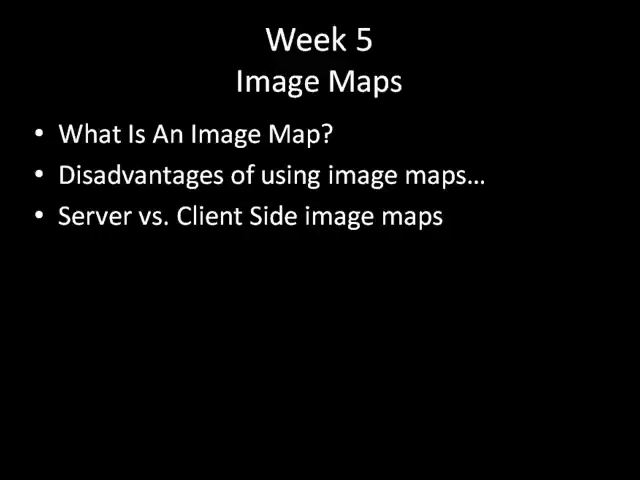 Week 5
Image Maps
• What Is An Image Map?
• Disadvantages of using image maps...
• Server vs. Client Side image maps